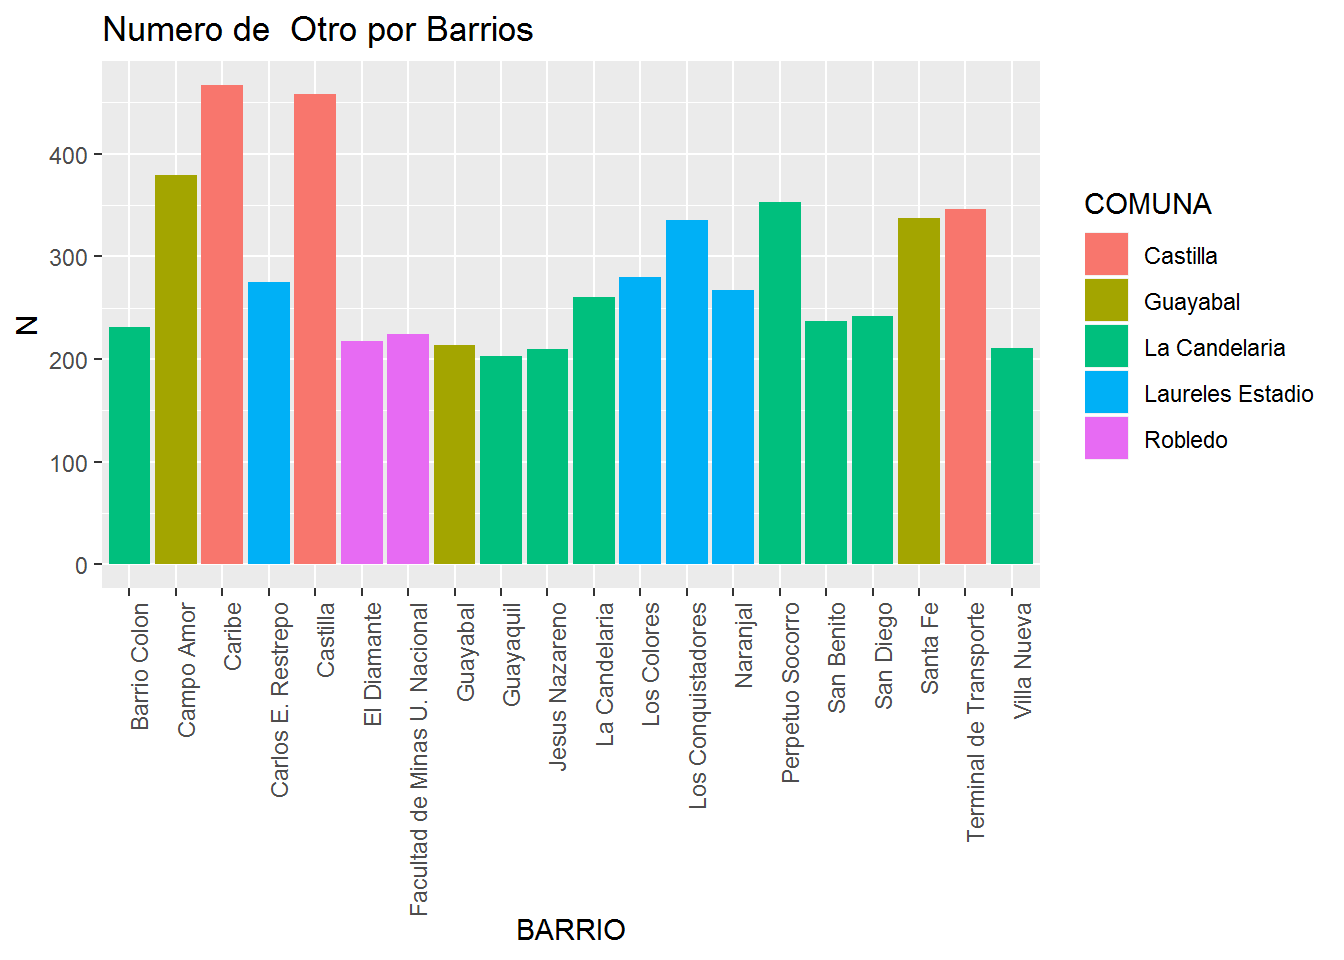 Numero de  Otro por Barrios
N
400
300
200
100
0
Barrio Colon
Campo Amor
Caribe
Carlos E. Restrepo
Castilla
El Diamante
Facultad de Minas U. Nacional
Guayabal
Guayaquil
Jesus Nazareno
La Candelaria
Los Colores
Los Conquistadores
Naranjal
Perpetuo Socorro
San Benito
San Diego
Santa Fe
Terminal de Transporte
Villa Nueva
BARRIO
COMUNA
Castilla
Guayabal
La Candelaria
Laureles Estadio
Robledo